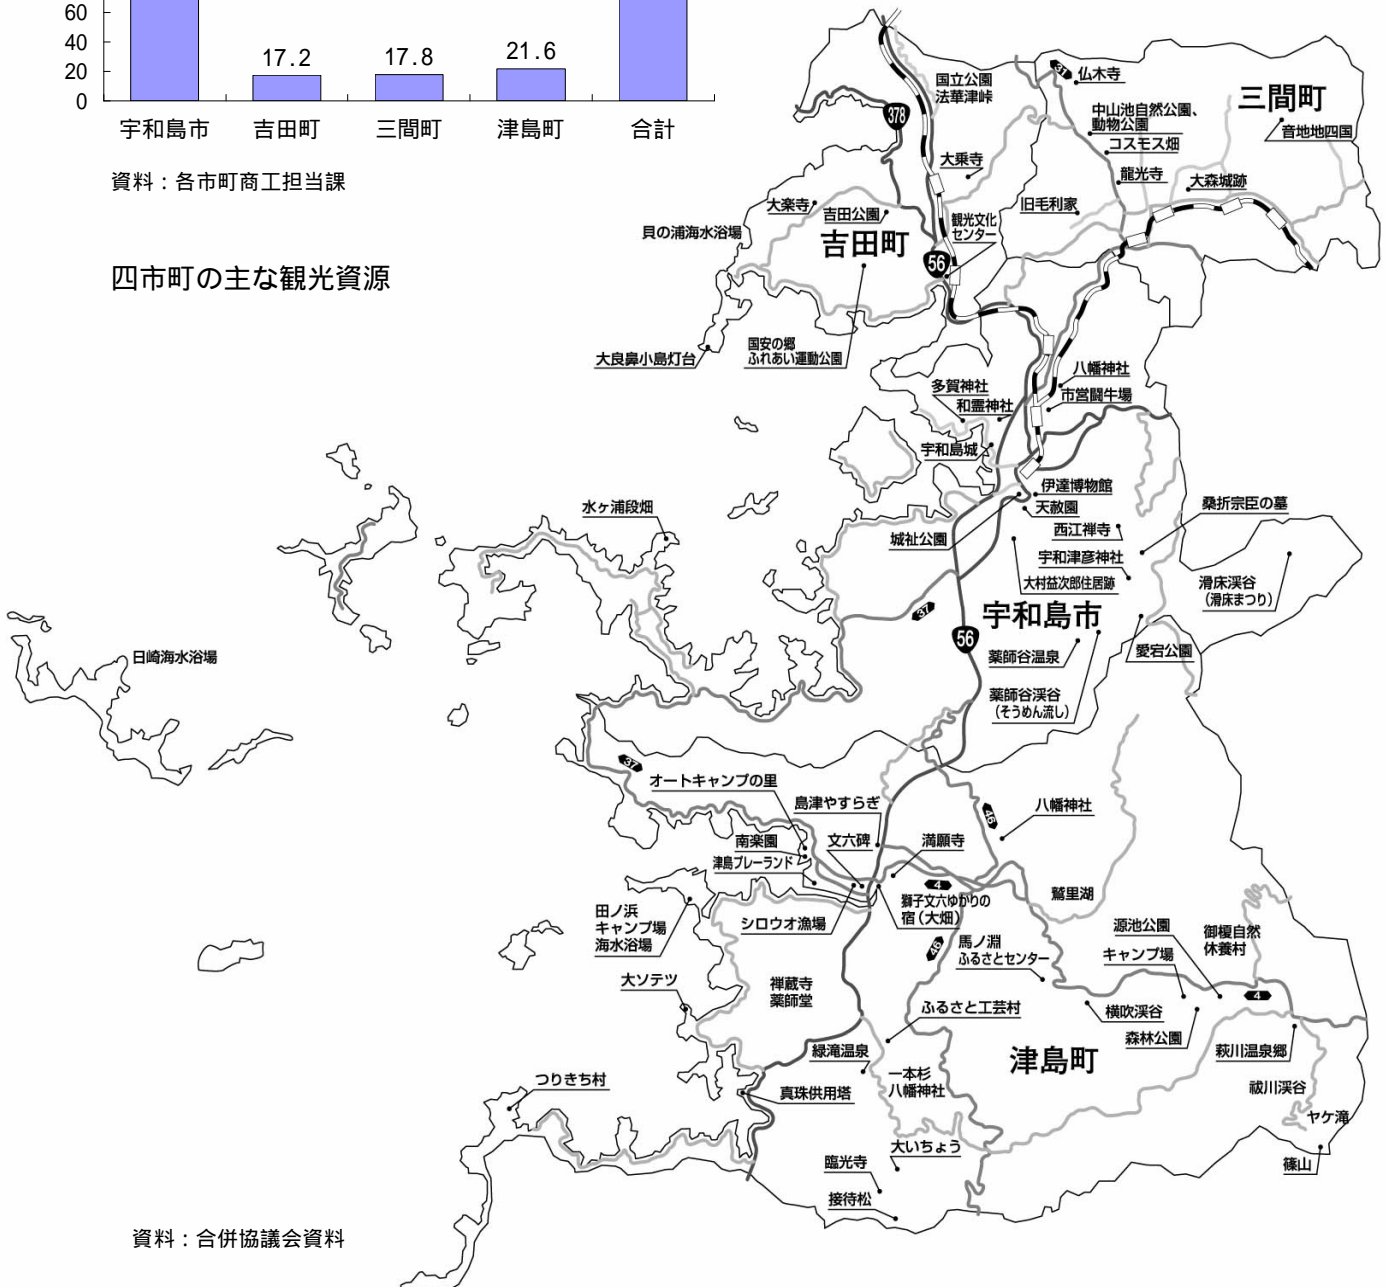 60
40
20
0
17.2
17.8
21.6
宇和島市
吉田町
三間町
津島町
合計
資料：各市町商工担当課
四市町の主な観光資源
国立公園
法華津峠
378
31
仏木寺
三間町
中山池自然公園、
動物公園
コスモス畑
音地地四国
大乗寺
龍光寺
大森城跡
大楽寺
吉田公園
旧毛利家
観光文化
センター
貝の浦海水浴場
吉田町
56
大良鼻小島灯台
国安の郷
ふれあい運動公園
八幡神社
市営闘牛場
多賀神社
和霊神社
宇和島城
伊達博物館
天赦園
水ヶ浦段畑
桑折宗臣の墓
城祉公園
西江禅寺
宇和津彦神社
大村益次郎住居跡
滑床渓谷
（滑床まつり）
37
宇和島市
56
日崎海水浴場
薬師谷温泉
愛宕公園
薬師谷渓谷
（そうめん流し）
37
オートキャンプの里
島津やすらぎ
46
八幡神社
南楽園
文六碑
満願寺
津島プレーランド
4
鷲里湖
田ノ浜
キャンプ場
海水浴場
シロウオ漁場
獅子文六ゆかりの
宿（大畑）
源池公園
御槇自然
休養村
46
馬ノ淵
ふるさとセンター
キャンプ場
大ソテツ
禅蔵寺
薬師堂
4
ふるさと工芸村
横吹渓谷
森林公園
萩川温泉郷
緑滝温泉
津島町
つりきち村
真珠供用塔
一本杉
八幡神社
祓川渓谷
ヤケ滝
大いちょう
臨光寺
篠山
接待松
資料：合併協議会資料